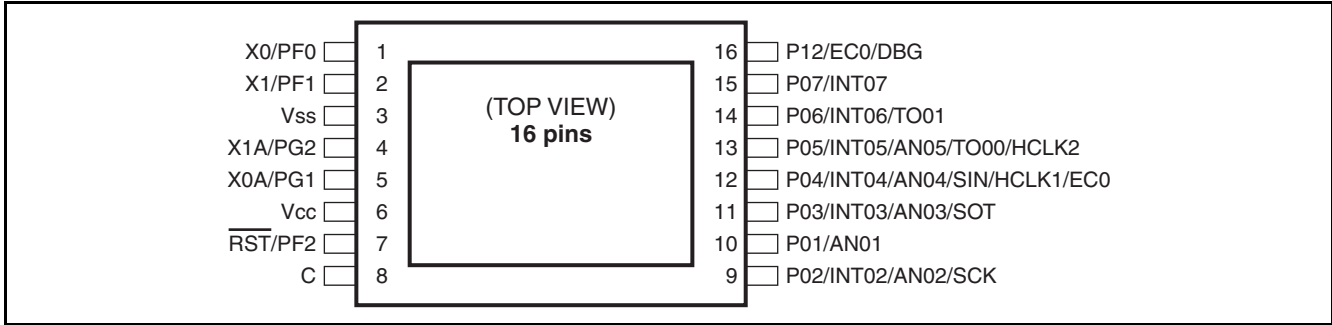 X0/PF0 1 16 P12/EC0/DBG
X1/PF1 2 15 P07/INT07
Vss 3 (TOP VIEW) 14 P06/INT06/TO01
16 pins
X1A/PG2 4 13 P05/INT05/AN05/TO00/HCLK2
X0A/PG1 5 12 P04/INT04/AN04/SIN/HCLK1/EC0
Vcc 6 11 P03/INT03/AN03/SOT
R̅S̅T̅/PF2 7 10 P01/AN01
C 8 9 P02/INT02/AN02/SCK